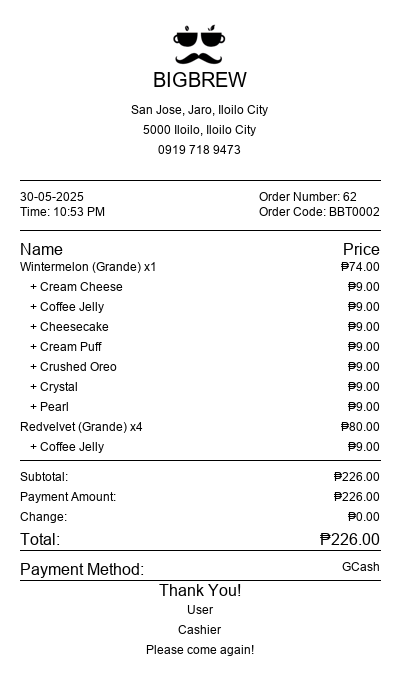 BIGBREW
San Jose, Jaro, Iloilo City
5000 Iloilo, Iloilo City
0919 718 9473
30-05-2025 Order Number: 62
Time: 10:53 PM Order Code: BBT0002
Name Price
Wintermelon (Grande) x1 ₱74.00
+ Cream Cheese ₱9.00
+ Coffee Jelly ₱9.00
+ Cheesecake ₱9.00
+ Cream Puff ₱9.00
+ Crushed Oreo ₱9.00
+ Crystal ₱9.00
+ Pearl ₱9.00
Redvelvet (Grande) x4 ₱80.00
+ Coffee Jelly ₱9.00
Subtotal: ₱226.00
Payment Amount: ₱226.00
Change: ₱0.00
Total: ₱226.00
Payment Method: GCash
Thank You!
User
Cashier
Please come again!